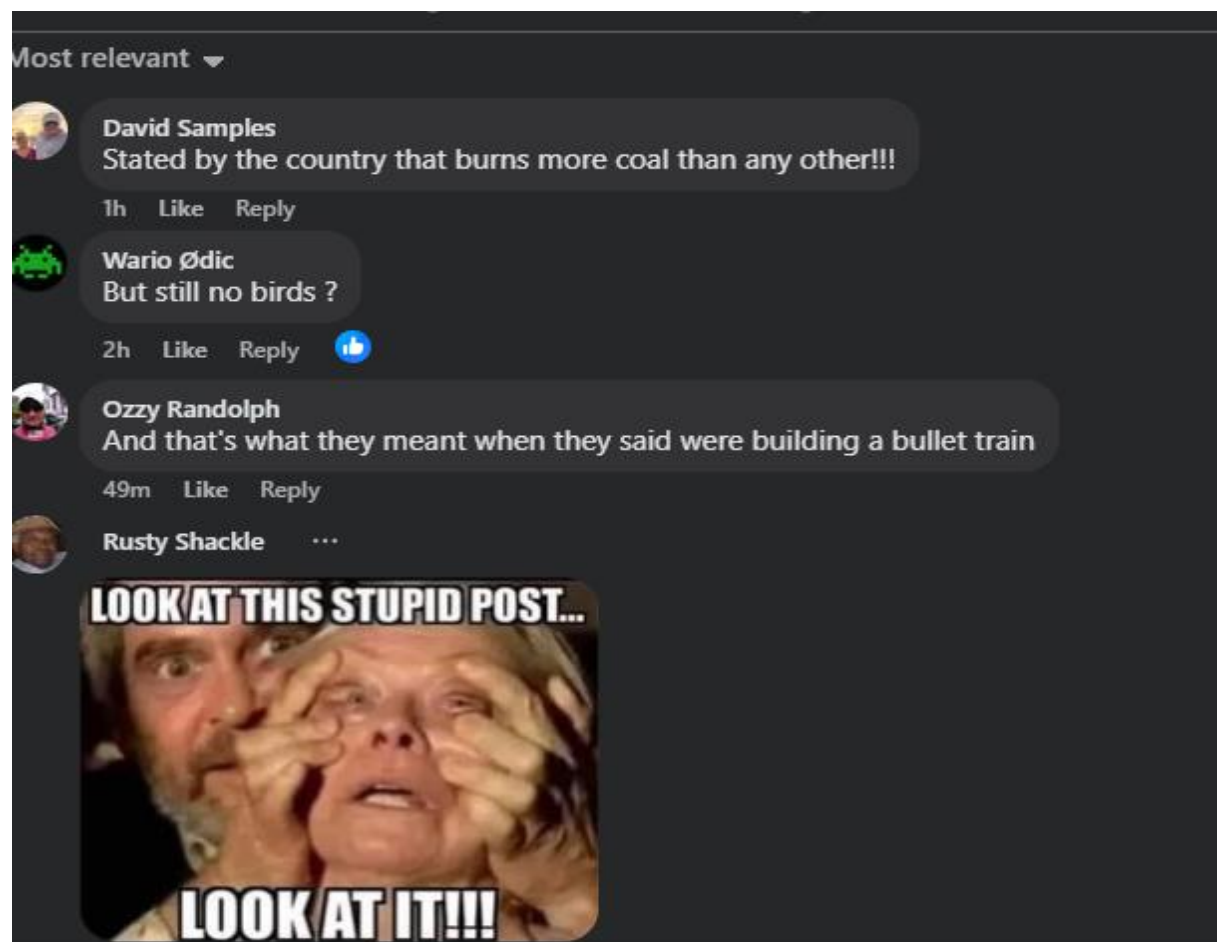 Most relevant
David Samples
Stated by the country that burns more coal than any other!!!
1h Like Reply
Wario Ødic
But still no birds ?
2h Like Reply
Ozzy Randolph
And that's what they meant when they said were building a bullet train
49m Like Reply
Rusty Shackle ...
LOOK AT THIS STUPID POST...
LOOK AT IT!!!